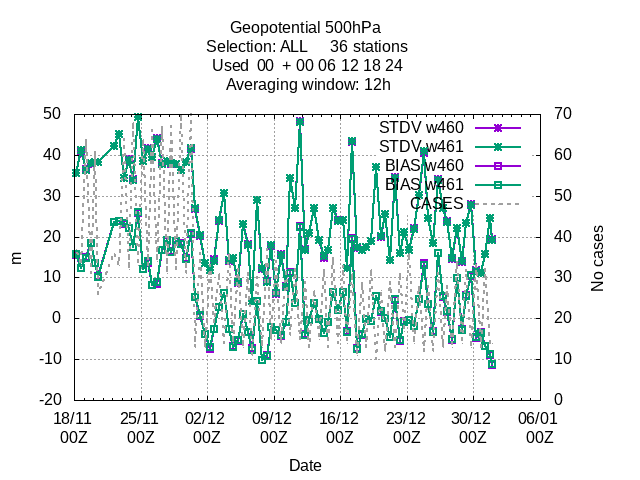 Geopotential 500hPa
Selection: ALL 36 stations
Used 00 + 00 06 12 18 24
Averaging window: 12h
50 70
STDV w460
STDV w461
BIAS w460
BIAS w461
CASES
40 60
30 50
20 40
10 30
0 20
-10 10
-20 0
m
No cases
18/11 25/11 02/12 09/12 16/12 23/12 30/12 06/01
00Z 00Z 00Z 00Z 00Z 00Z 00Z 00Z
Date